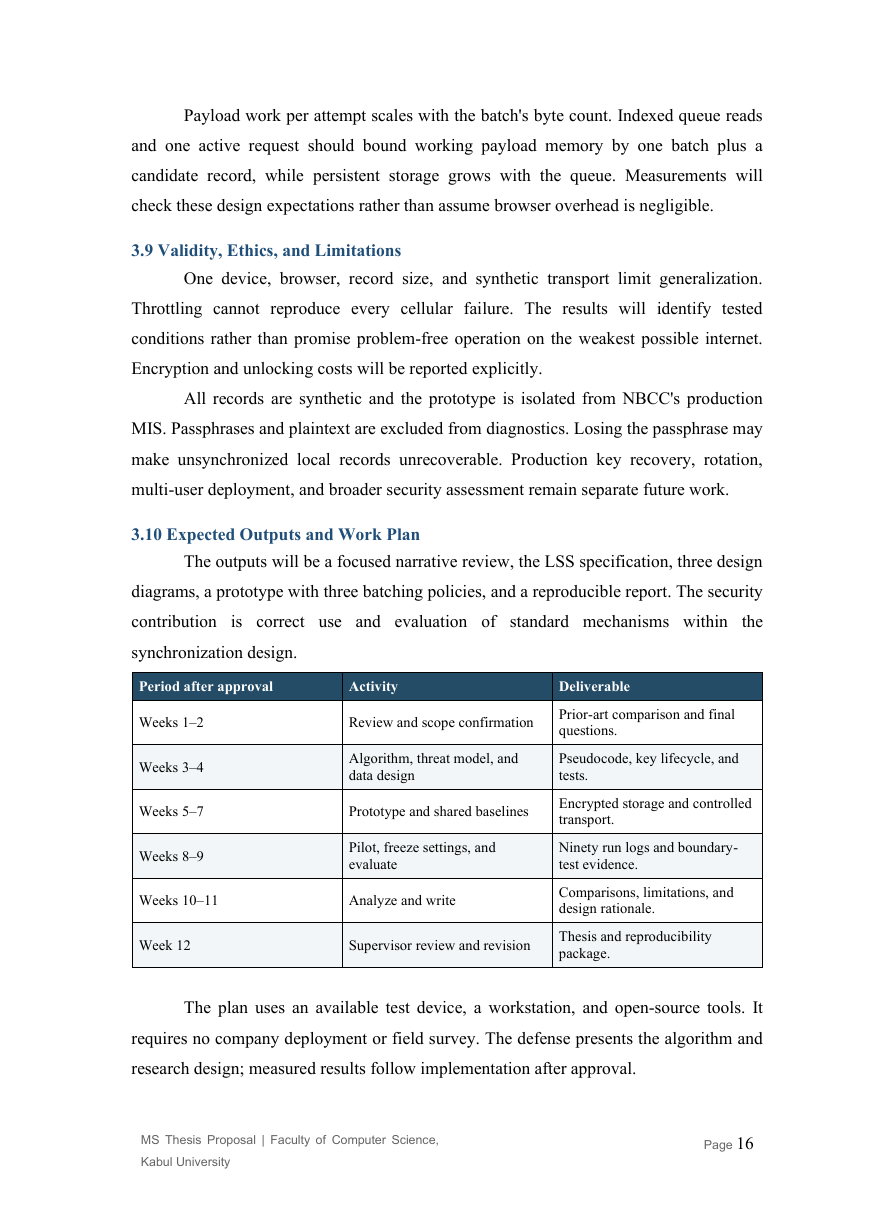 Payload work per attempt scales with the batch's byte count. Indexed queue reads
and one active request should bound working payload memory by one batch plus a
candidate record, while persistent storage grows with the queue. Measurements will
check these design expectations rather than assume browser overhead is negligible.
3.9 Validity, Ethics, and Limitations
One device, browser, record size, and synthetic transport limit generalization.
Throttling cannot reproduce every cellular failure. The results will identify tested
conditions rather than promise problem-free operation on the weakest possible internet.
Encryption and unlocking costs will be reported explicitly.
All records are synthetic and the prototype is isolated from NBCC's production
MIS. Passphrases and plaintext are excluded from diagnostics. Losing the passphrase may
make unsynchronized local records unrecoverable. Production key recovery, rotation,
multi-user deployment, and broader security assessment remain separate future work.
3.10 Expected Outputs and Work Plan
The outputs will be a focused narrative review, the LSS specification, three design
diagrams, a prototype with three batching policies, and a reproducible report. The security
contribution is correct use and evaluation of standard mechanisms within the
synchronization design.
Period after approval Activity Deliverable
Weeks 1–2 Review and scope confirmation Prior-art comparison and final
questions.
Weeks 3–4 Algorithm, threat model, and
data design
Pseudocode, key lifecycle, and
tests.
Weeks 5–7 Prototype and shared baselines Encrypted storage and controlled
transport.
Weeks 8–9 Pilot, freeze settings, and
evaluate
Ninety run logs and boundary-
test evidence.
Weeks 10–11 Analyze and write Comparisons, limitations, and
design rationale.
Week 12 Supervisor review and revision Thesis and reproducibility
package.
The plan uses an available test device, a workstation, and open-source tools. It
requires no company deployment or field survey. The defense presents the algorithm and
research design; measured results follow implementation after approval.
MS Thesis Proposal | Faculty of Computer Science,
Kabul University
Page 16